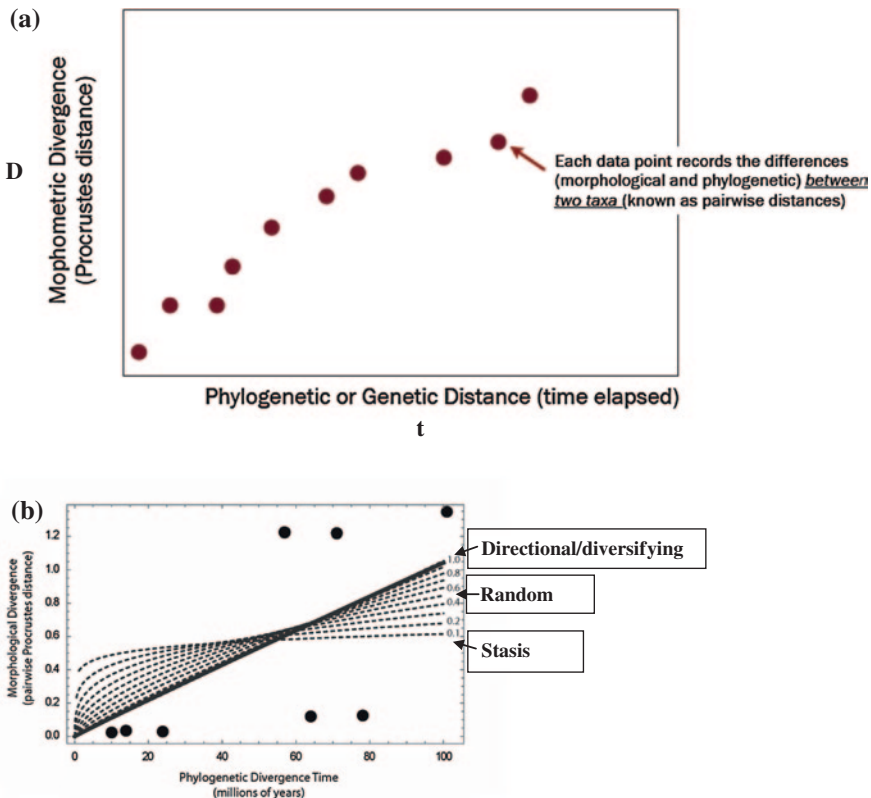 (a)
Mophometric Divergence
(Procrustes distance)
D
Each data point records the differences
(morphological and phylogenetic) between
two taxa (known as pairwise distances)
Phylogenetic or Genetic Distance (time elapsed)
t
(b)
Morphological Divergence
(pairwise Procrustes distance)
1.2
1.0
0.8
0.6
0.4
0.2
0.0
0 20 40 60 80 100
1.0
0.8
0.6
0.4
0.2
0.1
Directional/diversifying
Random
Stasis
Phylogenetic Divergence Time
(millions of years)